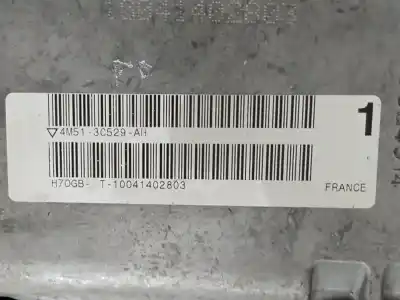 1
▽4M51-3C529-AH
H70GB- T-10041402803
FRANCE